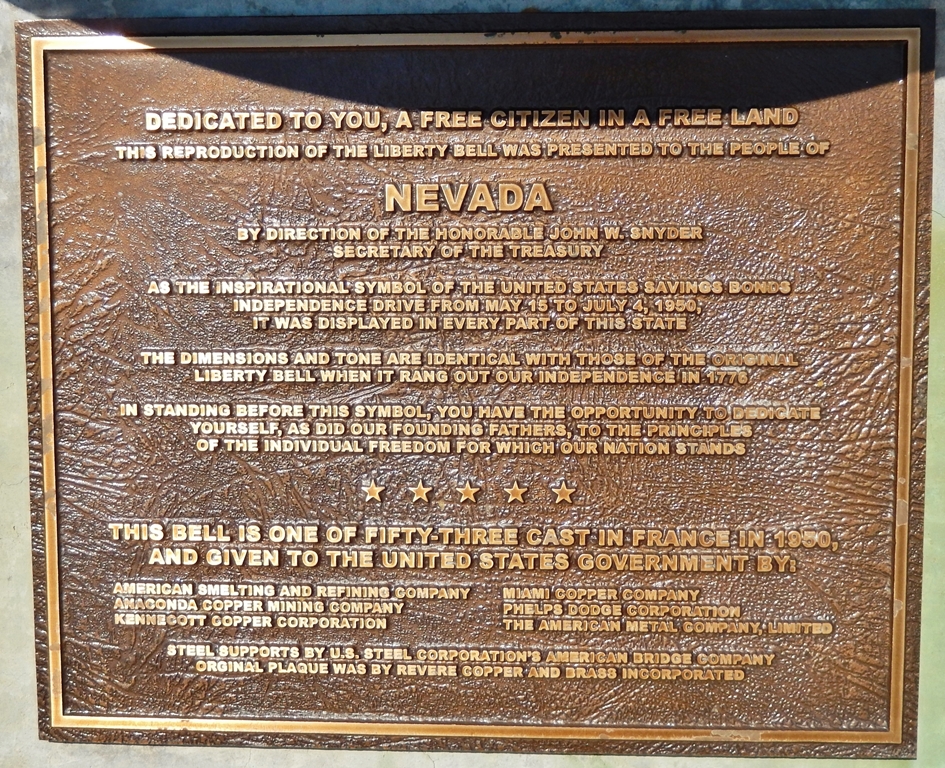 DEDICATED TO YOU, A FREE CITIZEN IN A FREE LAND
THIS REPRODUCTION OF THE LIBERTY BELL WAS PRESENTED TO THE PEOPLE OF
NEVADA
BY DIRECTION OF THE HONORABLE JOHN W. SNYDER
SECRETARY OF THE TREASURY
AS THE INSPIRATIONAL SYMBOL OF THE UNITED STATES SAVINGS BONDS
INDEPENDENCE DRIVE FROM MAY 15 TO JULY 4, 1950,
IT WAS DISPLAYED IN EVERY PART OF THIS STATE
THE DIMENSIONS AND TONE ARE IDENTICAL WITH THOSE OF THE ORIGINAL
LIBERTY BELL WHEN IT RANG OUT OUR INDEPENDENCE IN 1776
IN STANDING BEFORE THIS SYMBOL, YOU HAVE THE OPPORTUNITY TO DEDICATE
YOURSELF, AS DID OUR FOUNDING FATHERS, TO THE PRINCIPLES
OF THE INDIVIDUAL FREEDOM FOR WHICH OUR NATION STANDS
THIS BELL IS ONE OF FIFTY-THREE CAST IN FRANCE IN 1950,
AND GIVEN TO THE UNITED STATES GOVERNMENT BY:
AMERICAN SMELTING AND REFINING COMPANY
ANACONDA COPPER MINING COMPANY
KENNECOTT COPPER CORPORATION
MIAMI COPPER COMPANY
PHELPS DODGE CORPORATION
THE AMERICAN METAL COMPANY, LIMITED
STEEL SUPPORTS BY U.S. STEEL CORPORATION'S AMERICAN BRIDGE COMPANY
ORGINAL PLAQUE WAS BY REVERE COPPER AND BRASS INCORPORATED